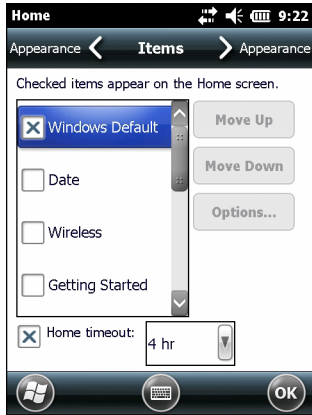 Home 9:22
Appearance Items Appearance
Checked items appear on the Home screen.
Windows Default
Date
Wireless
Getting Started
Move Up
Move Down
Options...
Home timeout: 4 hr
OK